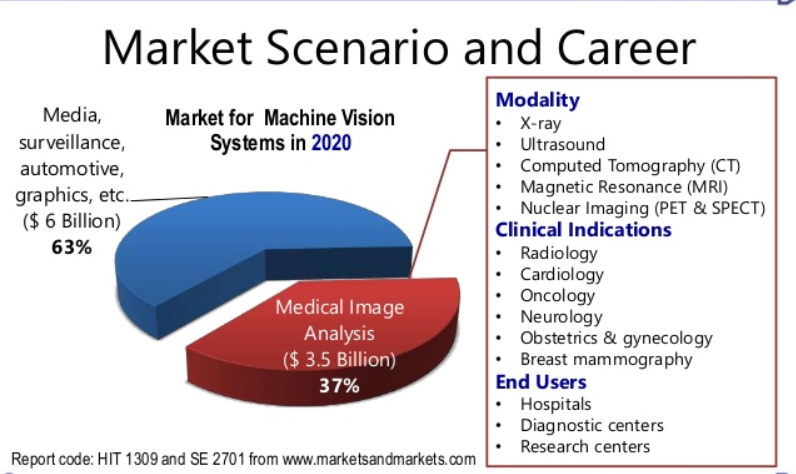 Market Scenario and Career
Media,
surveillance,
automotive,
graphics, etc.
($ 6 Billion)
63%
Market for Machine Vision
Systems in 2020
Medical Image
Analysis
($ 3.5 Billion)
37%
Modality
• X-ray
• Ultrasound
• Computed Tomography (CT)
• Magnetic Resonance (MRI)
• Nuclear Imaging (PET & SPECT)
Clinical Indications
• Radiology
• Cardiology
• Oncology
• Neurology
• Obstetrics & gynecology
• Breast mammography
End Users
• Hospitals
• Diagnostic centers
• Research centers
Report code: HIT 1309 and SE 2701 from www.marketsandmarkets.com